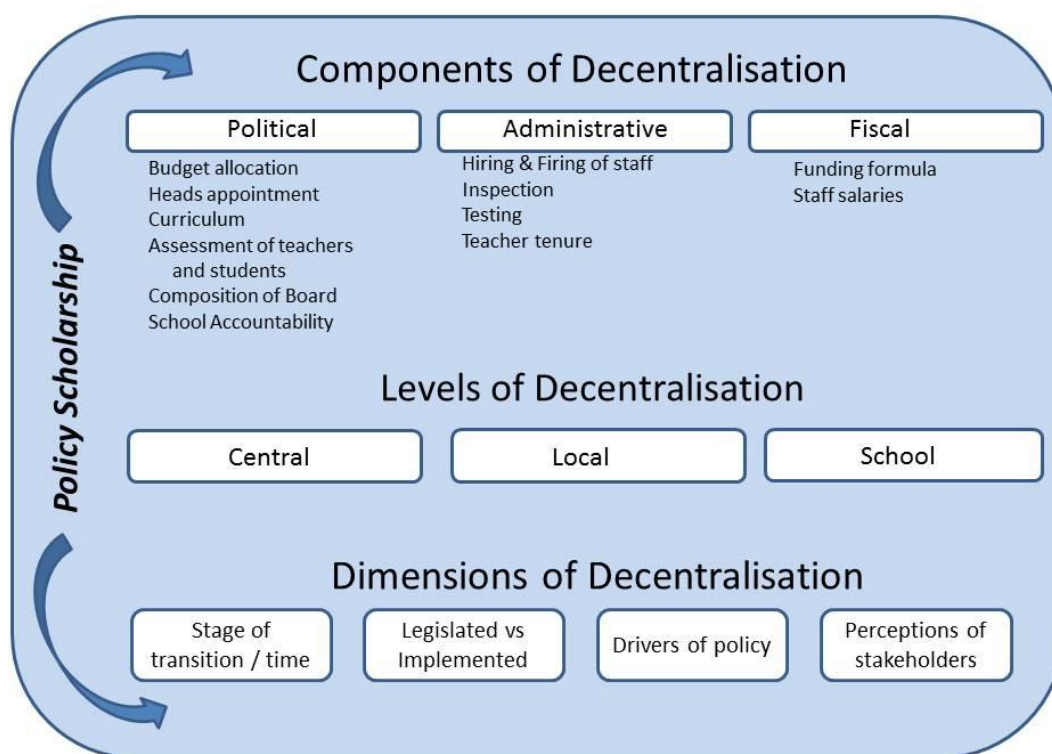 Components of Decentralisation
Political
Administrative
Fiscal
Budget allocation
Heads appointment
Curriculum
Assessment of teachers
and students
Composition of Board
School Accountability
Hiring & Firing of staff
Inspection
Testing
Teacher tenure
Funding formula
Staff salaries
Policy Scholarship
Levels of Decentralisation
Central
Local
School
Dimensions of Decentralisation
Stage of
transition / time
Legislated vs
Implemented
Drivers of policy
Perceptions of
stakeholders